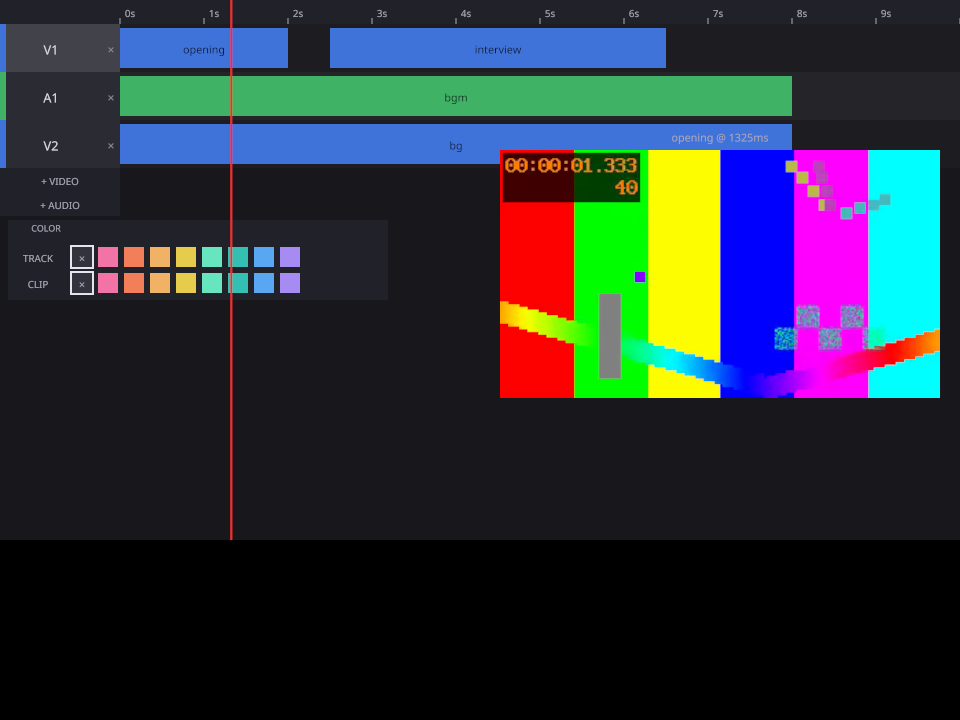 0s 1s 2s 3s 4s 5s 6s 7s 8s 9s
V1 × opening interview
A1 × bgm
V2 × bg
opening @ 1325ms
00:00:01.333
40
+ VIDEO
+ AUDIO
COLOR
TRACK ×
CLIP ×